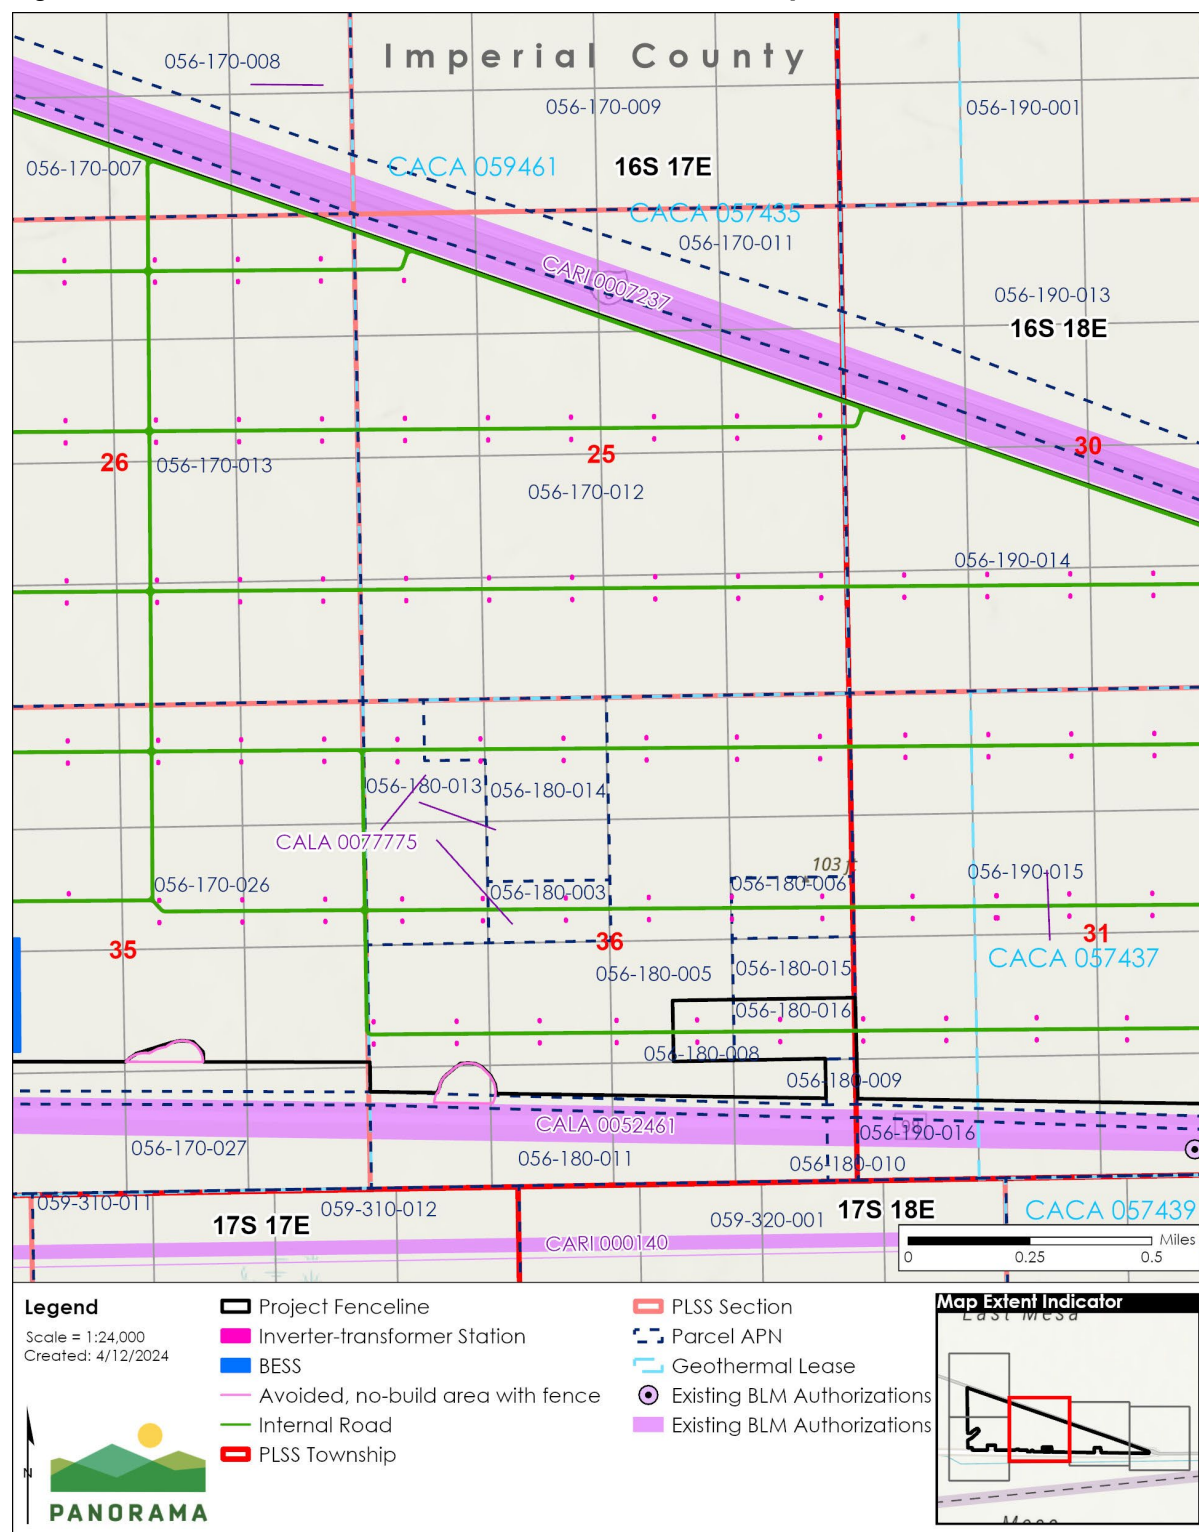 Imperial County
056-170-008
056-170-009
056-190-001
056-170-007
CACA 059461
16S 17E
CACA 057435
056-170-011
CARI 0007237
056-190-013
16S 18E
26
056-170-013
25
30
056-170-012
056-190-014
056-180-013
056-180-014
CALA 0077775
103 ft
056-170-026
056-180-003
056-180-006
056-190-015
35
36
31
CACA 057437
056-180-005
056-180-015
056-180-016
056-180-008
056-180-009
CALA 0052461
98
056-190-016
056-170-027
056-180-011
056-180-010
059-310-011
17S 17E
059-310-012
059-320-001
17S 18E
CACA 057439
CARI 000140
Miles
0 0.25 0.5
Legend
Scale = 1:24,000
Created: 4/12/2024
N
PANORAMA
Project Fenceline
Inverter-transformer Station
BESS
Avoided, no-build area with fence
Internal Road
PLSS Township
PLSS Section
Parcel APN
Geothermal Lease
Existing BLM Authorizations
Existing BLM Authorizations
Map Extent Indicator
East Mesa
Mesa